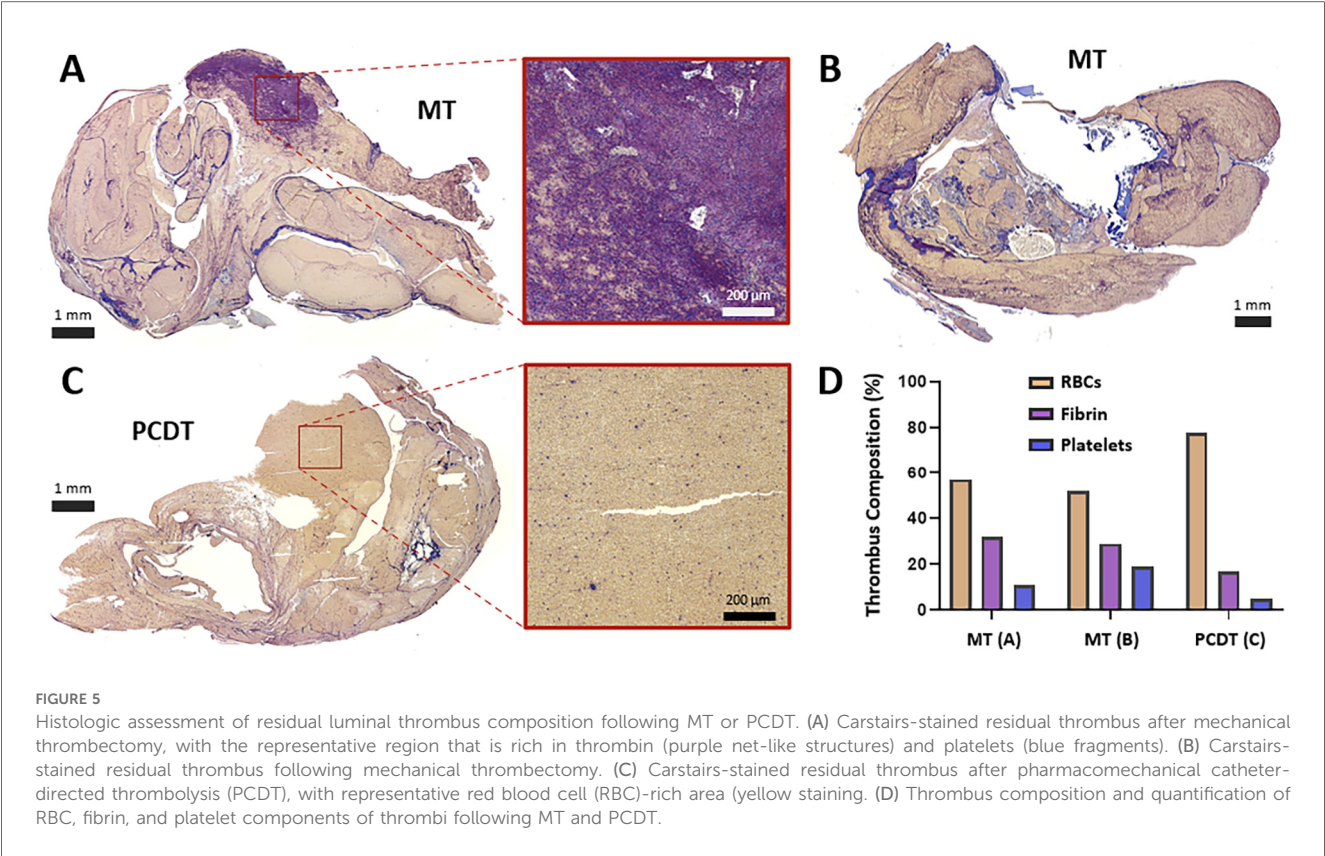 A
MT
1 mm
200 µm
B
MT
1 mm
C
PCDT
1 mm
200 µm
D
Thrombus Composition (%)
100
80
60
40
20
0
RBCs
Fibrin
Platelets
MT (A)
MT (B)
PCDT (C)
FIGURE 5
Histologic assessment of residual luminal thrombus composition following MT or PCDT. (A) Carstairs-stained residual thrombus after mechanical
thrombectomy, with the representative region that is rich in thrombin (purple net-like structures) and platelets (blue fragments). (B) Carstairs-
stained residual thrombus following mechanical thrombectomy. (C) Carstairs-stained residual thrombus after pharmacomechanical catheter-
directed thrombolysis (PCDT), with representative red blood cell (RBC)-rich area (yellow staining. (D) Thrombus composition and quantification of
RBC, fibrin, and platelet components of thrombi following MT and PCDT.